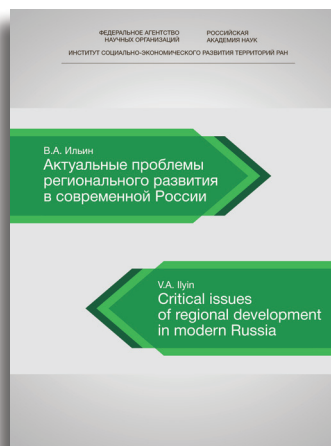 ФЕДЕРАЛЬНОЕ АГЕНТСТВО
НАУЧНЫХ ОРГАНИЗАЦИЙ
РОССИЙСКАЯ
АКАДЕМИЯ НАУК
ИНСТИТУТ СОЦИАЛЬНО-ЭКОНОМИЧЕСКОГО РАЗВИТИЯ ТЕРРИТОРИЙ РАН
В.А. Ильин
Актуальные проблемы
регионального развития
в современной России
V.A. Ilyin
Critical issues
of regional development
in modern Russia